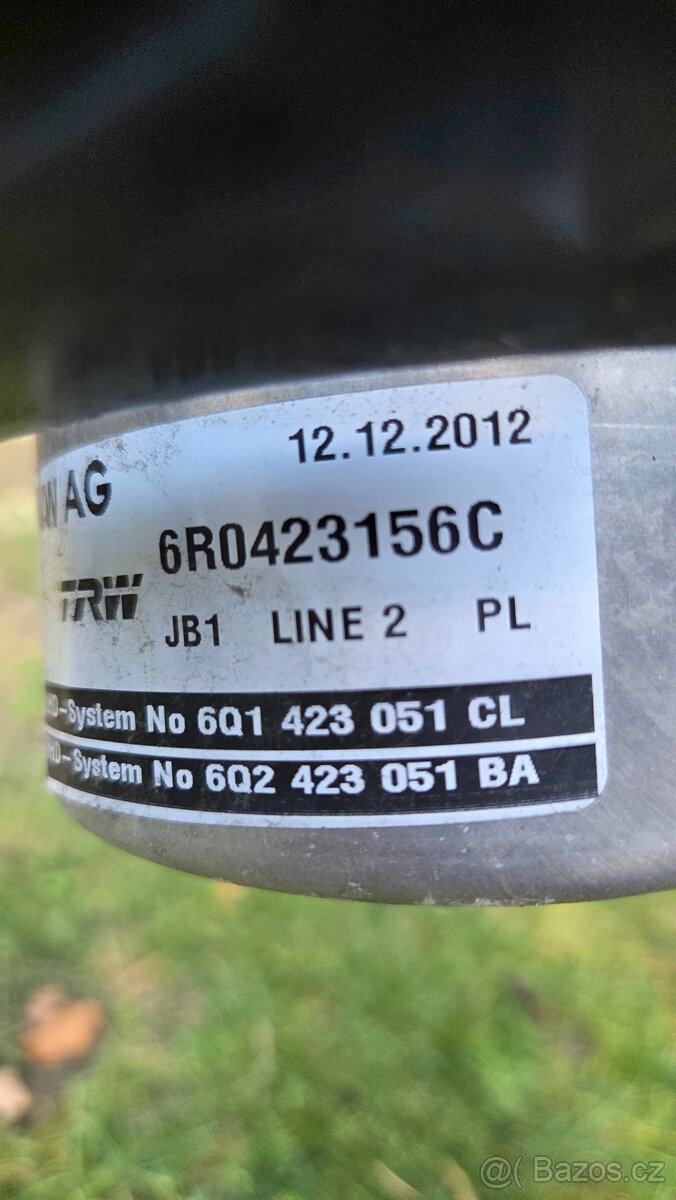 12.12.2012
AG
6R0423156C
TRW
JB1 LINE 2 PL
-System No 6Q1 423 051 CL
-System No 6Q2 423 051 BA
@( Bazos.cz